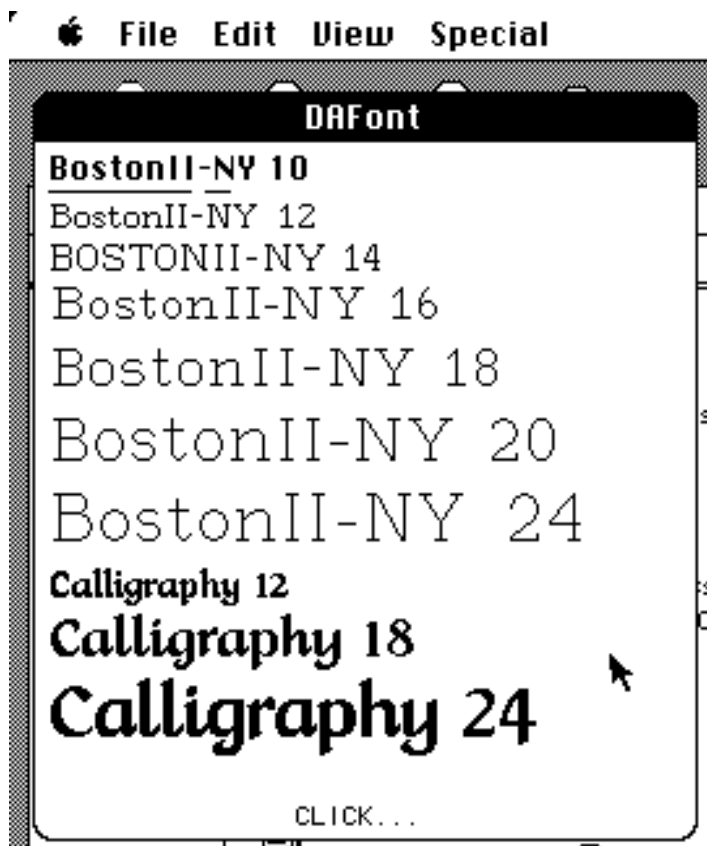 File Edit View Special
DAFont
BostonII-NY 10
BostonII-NY 12
BOSTONII-NY 14
BostonII-NY 16
BostonII-NY 18
BostonII-NY 20
BostonII-NY 24
Calligraphy 12
Calligraphy 18
Calligraphy 24
CLICK...